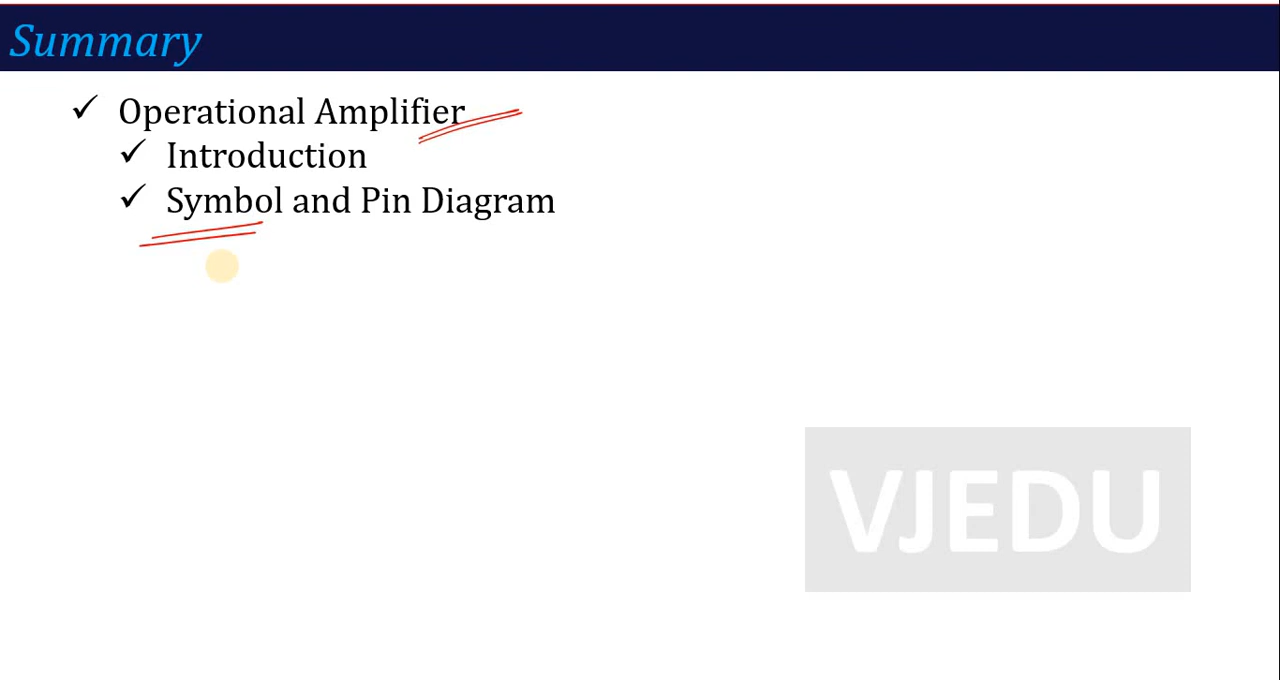 Summary
✓ Operational Amplifier
✓ Introduction
✓ Symbol and Pin Diagram
VJEDU